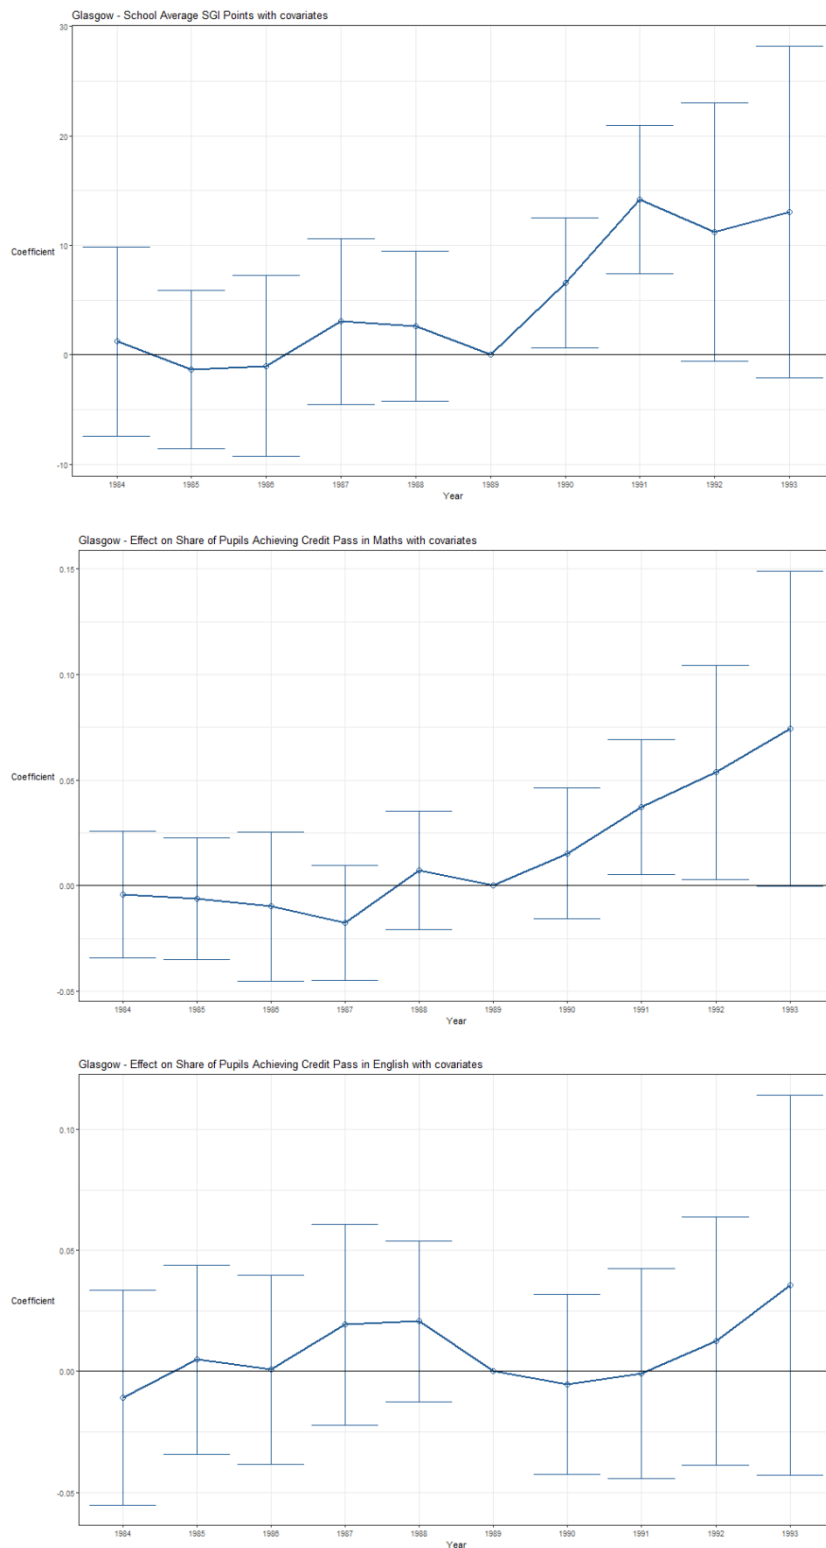 Glasgow - School Average SGI Points with covariates
30
20
Coefficient
10
0
-10
1984 1985 1986 1987 1988 1989 1990 1991 1992 1993
Year
Glasgow - Effect on Share of Pupils Achieving Credit Pass in Maths with covariates
0.15
0.10
Coefficient
0.05
0.00
-0.05
1984 1985 1986 1987 1988 1989 1990 1991 1992 1993
Year
Glasgow - Effect on Share of Pupils Achieving Credit Pass in English with covariates
0.10
0.05
Coefficient
0.00
-0.05
1984 1985 1986 1987 1988 1989 1990 1991 1992 1993
Year